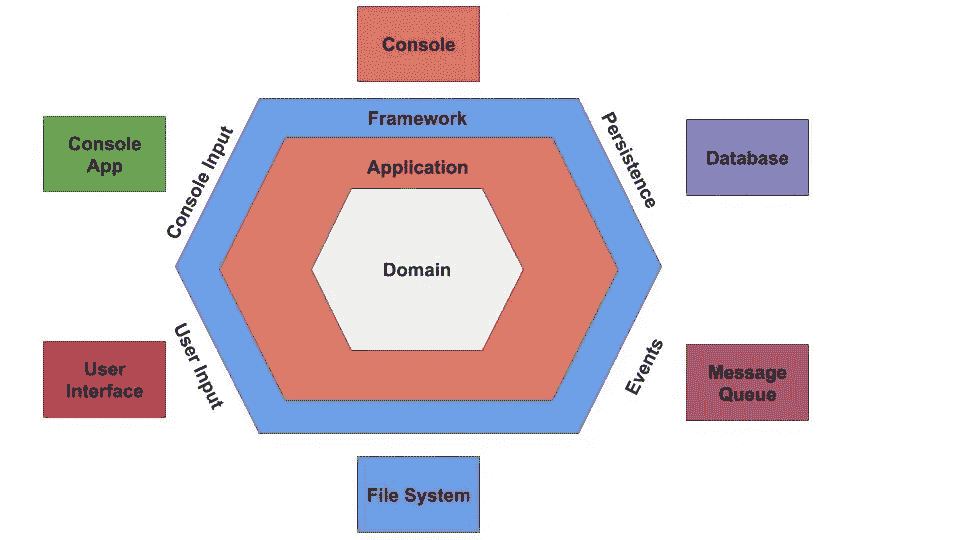 Console
Framework
Console
App
Console Input
Application
Persistence
Database
Domain
User
Interface
User Input
Events
Message
Queue
File System